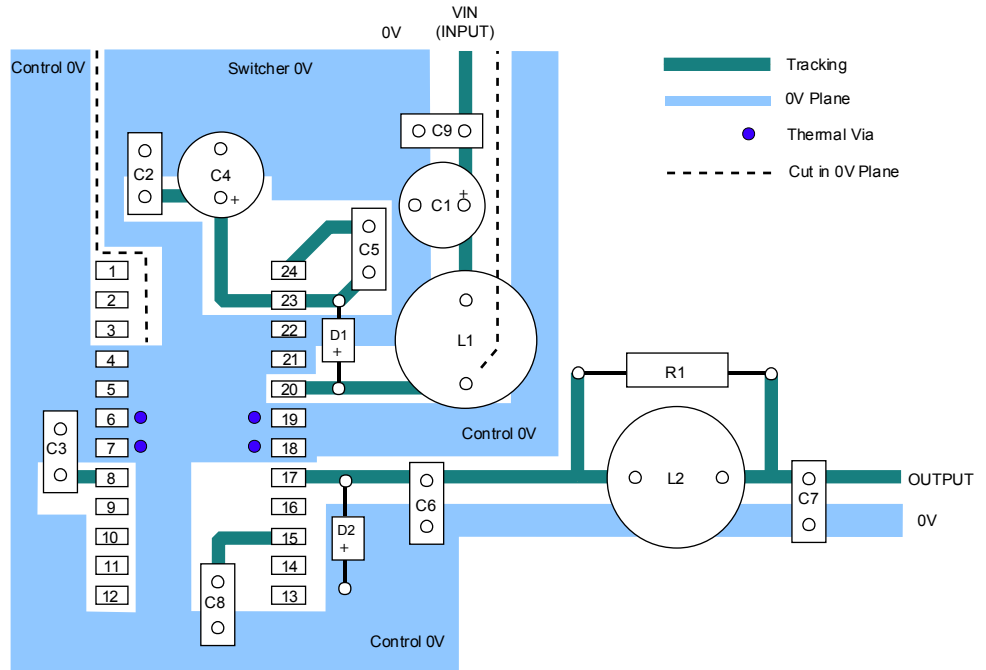 VIN
(INPUT)
0V
Control 0V
Switcher 0V
Tracking
0V Plane
Thermal Via
Cut in 0V Plane
C9
C2
C4
+
C1
+
C5
1
24
2
23
3
22
D1
+
L1
4
21
5
20
R1
6
19
7
18
Control 0V
C3
8
17
C6
L2
C7
OUTPUT
9
16
0V
10
15
D2
+
11
14
12
13
C8
Control 0V